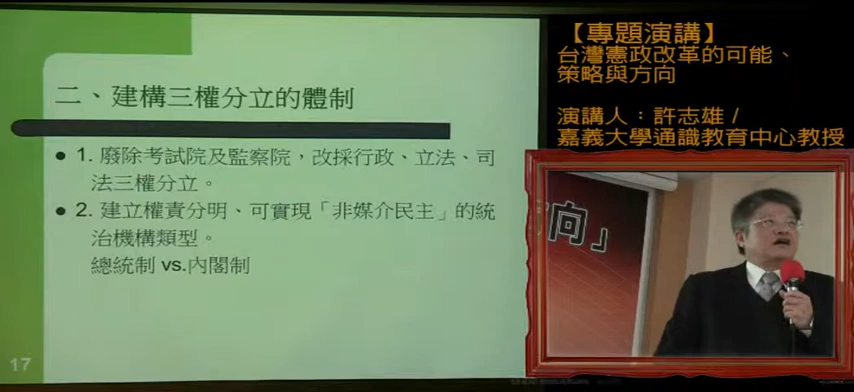 二、建構三權分立的體制
● 1. 廢除考試院及監察院，改採行政、立法、司
法三權分立。
● 2. 建立權責分明、可實現「非媒介民主」的統
治機構類型。
總統制 vs.內閣制
17
【專題演講】
台灣憲政改革的可能、
策略與方向
演講人：許志雄 /
嘉義大學通識教育中心教授
向」